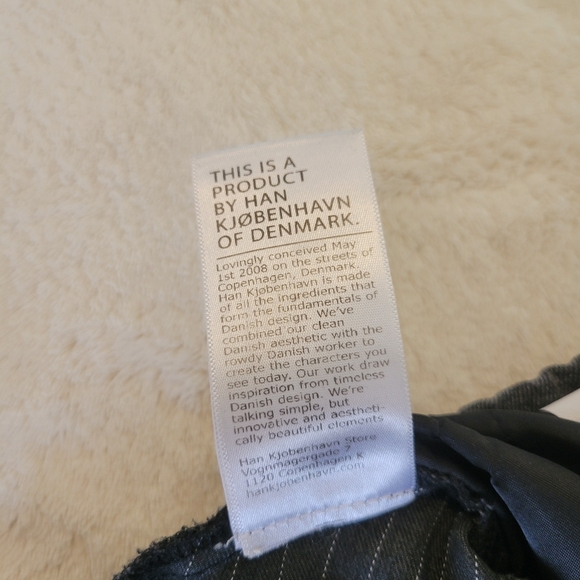 THIS IS A
PRODUCT
BY HAN
KJØBENHAVN
OF DENMARK.
Lovingly conceived May
1st 2008 on the streets of
Copenhagen, Denmark.
Han Kjobenhavn is made
of all the ingredients that
form the fundamentals of
Danish design. We've
combined our clean
Danish aesthetic with the
rowdy Danish worker to
create the characters you
see today. Our work draw
inspiration from timeless
Danish design. We're
talking simple, but
innovative and aestheti-
cally beautiful elements
Han Kjobenhavn Store
Vognmagergade 7
1120 Copenhagen K
hankjobenhavn.com